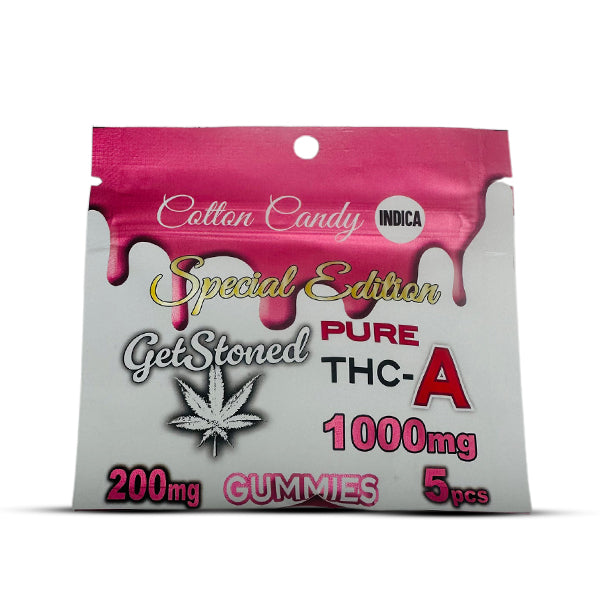 Cotton Candy INDICA
Special Edition
GetStoned
PURE
THC-A
1000mg
200mg GUMMIES 5pcs